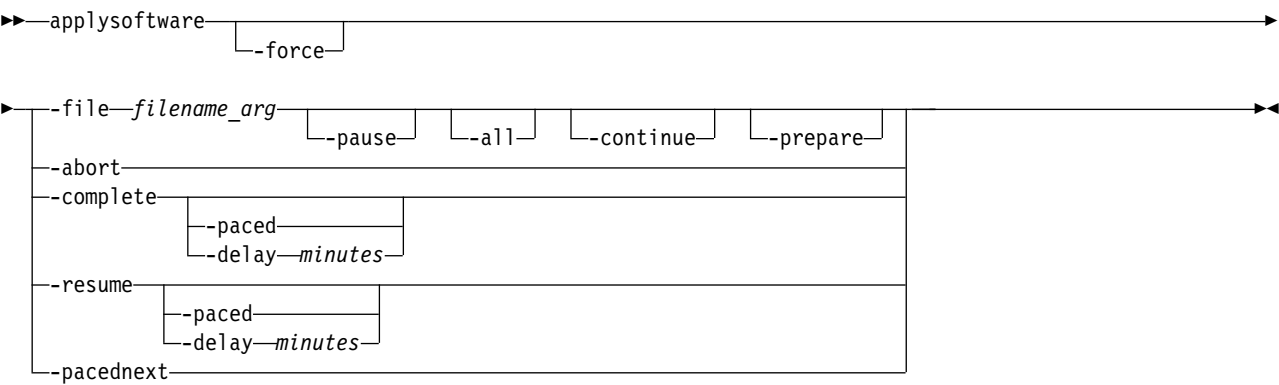 applysoftware
-force
-file filename_arg
-pause -all -continue -prepare
-abort
-complete
-paced
-delay minutes
-resume
-paced
-delay minutes
-pacednext